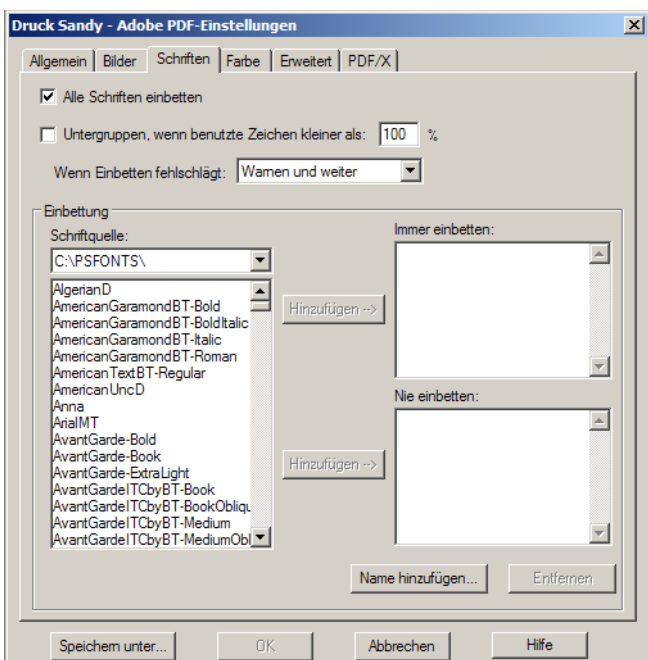 Druck Sandy - Adobe PDF-Einstellungen
Allgemein Bilder Schriften Farbe Erweitert PDF/X
Alle Schriften einbetten
Untergruppen, wenn benutzte Zeichen kleiner als: 100 %
Wenn Einbetten fehlschlägt: Warnen und weiter
Einbettung
Schriftquelle:
C:\PSFONTS\
AlgerianD
AmericanGaramondBT-Bold
AmericanGaramondBT-BoldItalic
AmericanGaramondBT-Italic
AmericanGaramondBT-Roman
AmericanTextBT-Regular
AmericanUncD
Anna
ArialMT
AvantGarde-Bold
AvantGarde-Book
AvantGarde-ExtraLight
AvantGardeITCbyBT-Book
AvantGardeITCbyBT-BookObliqu
AvantGardeITCbyBT-Medium
AvantGardeITCbyBT-MediumObl
Hinzufügen -->
Hinzufügen -->
Immer einbetten:
Nie einbetten:
Name hinzufügen... Entfernen
Speichern unter... OK Abbrechen Hilfe